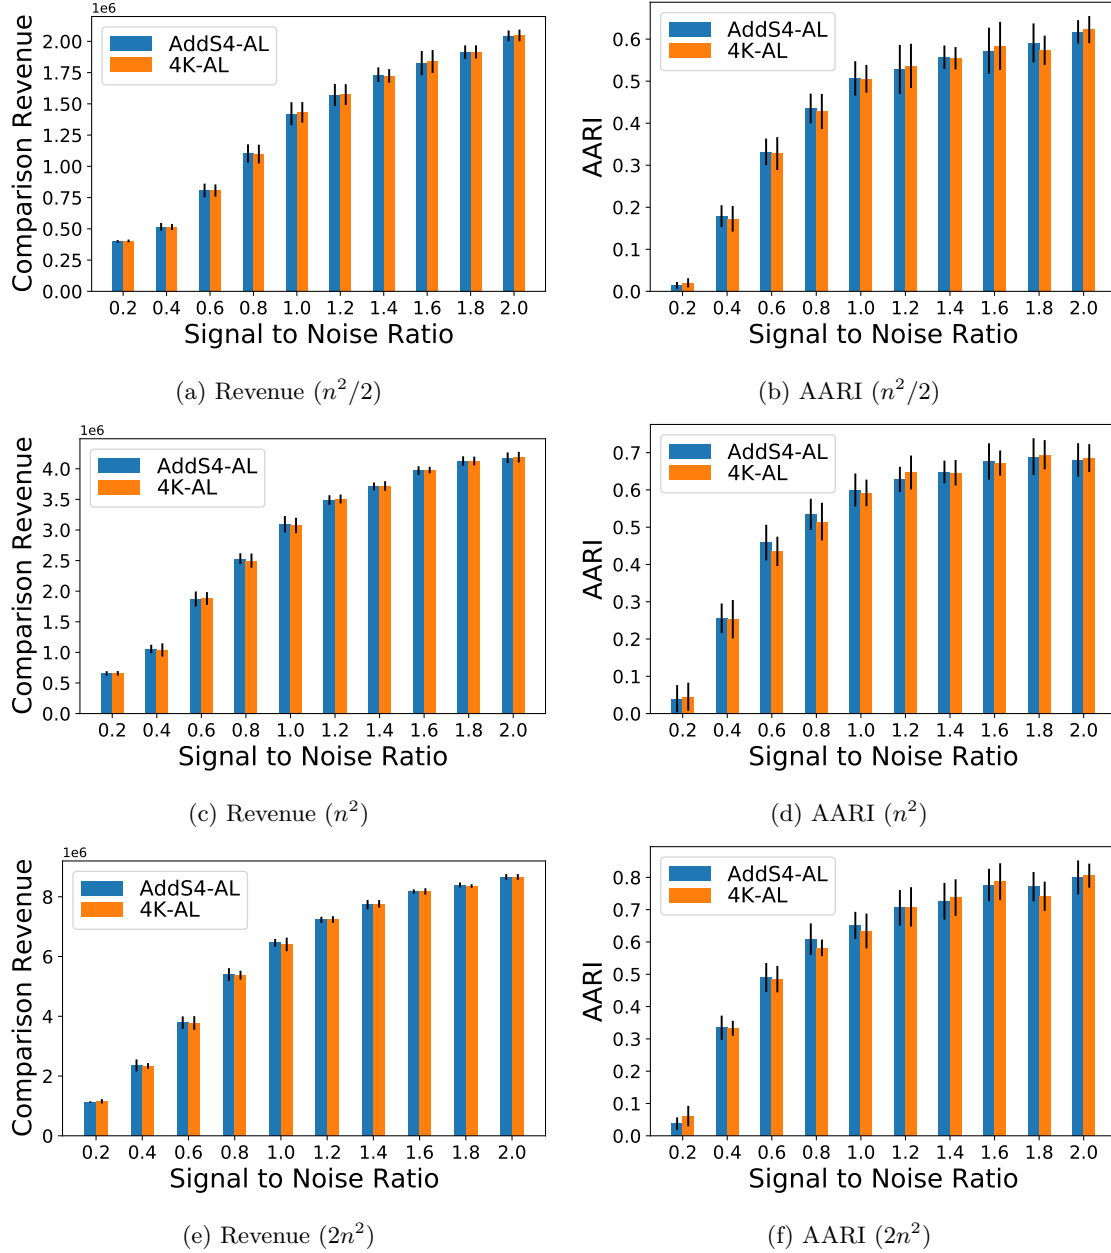 1e6
2.00
1.75
1.50
1.25
1.00
0.75
0.50
0.25
0.00
Comparison Revenue
AddS4-AL
4K-AL
0.2 0.4 0.6 0.8 1.0 1.2 1.4 1.6 1.8 2.0
Signal to Noise Ratio
(a) Revenue (n²/2)
0.6
0.5
0.4
0.3
0.2
0.1
0.0
AARI
AddS4-AL
4K-AL
0.2 0.4 0.6 0.8 1.0 1.2 1.4 1.6 1.8 2.0
Signal to Noise Ratio
(b) AARI (n²/2)
1e6
4.0
3.5
3.0
2.5
2.0
1.5
1.0
0.5
0.0
Comparison Revenue
AddS4-AL
4K-AL
0.2 0.4 0.6 0.8 1.0 1.2 1.4 1.6 1.8 2.0
Signal to Noise Ratio
(c) Revenue (n²)
0.7
0.6
0.5
0.4
0.3
0.2
0.1
0.0
AARI
AddS4-AL
4K-AL
0.2 0.4 0.6 0.8 1.0 1.2 1.4 1.6 1.8 2.0
Signal to Noise Ratio
(d) AARI (n²)
1e6
8
6
4
2
0
Comparison Revenue
AddS4-AL
4K-AL
0.2 0.4 0.6 0.8 1.0 1.2 1.4 1.6 1.8 2.0
Signal to Noise Ratio
(e) Revenue (2n²)
0.8
0.7
0.6
0.5
0.4
0.3
0.2
0.1
0.0
AARI
AddS4-AL
4K-AL
0.2 0.4 0.6 0.8 1.0 1.2 1.4 1.6 1.8 2.0
Signal to Noise Ratio
(f) AARI (2n²)